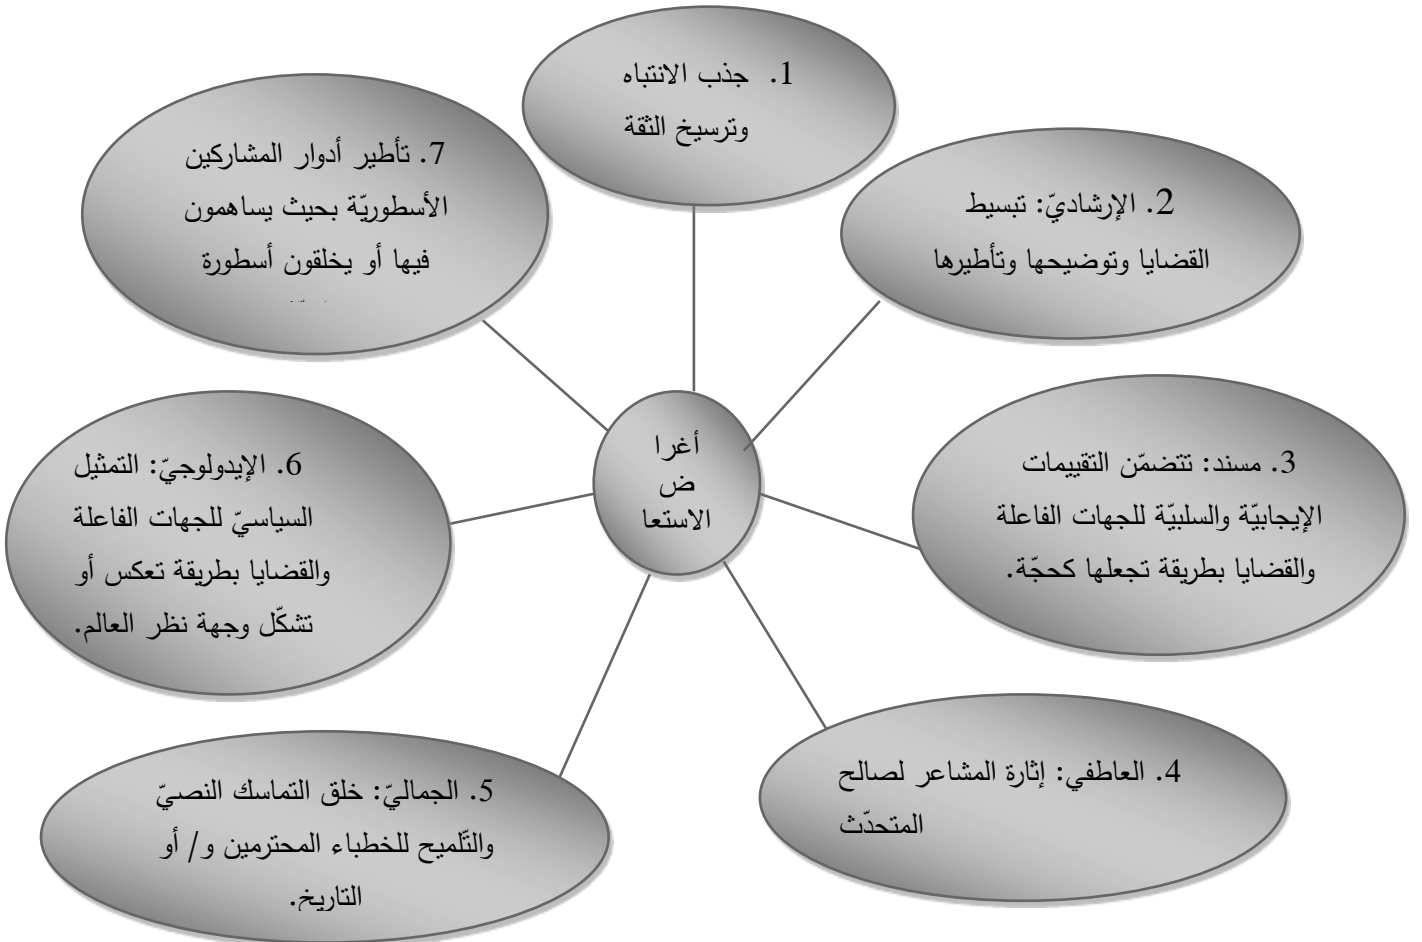 1. جذب الانتباه
وترسيخ الثقة
2. الإرشاديّ: تبسيط
القضايا وتوضيحها وتأطيرها
3. مسند: تتضمّن التقييمات
الإيجابيّة والسلبيّة للجهات الفاعلة
والقضايا بطريقة تجعلها كحجّة.
4. العاطفي: إثارة المشاعر لصالح
المتحدّث
5. الجماليّ: خلق التماسك النصيّ
والتّلميح للخطباء المحترمين و/ أو
التاريخ.
6. الإيدولوجيّ: التمثيل
السياسيّ للجهات الفاعلة
والقضايا بطريقة تعكس أو
تشكّل وجهة نظر العالم.
7. تأطير أدوار المشاركين
الأسطوريّة بحيث يساهمون
فيها أو يخلقون أسطورة
أغرا
ض
الاستعا